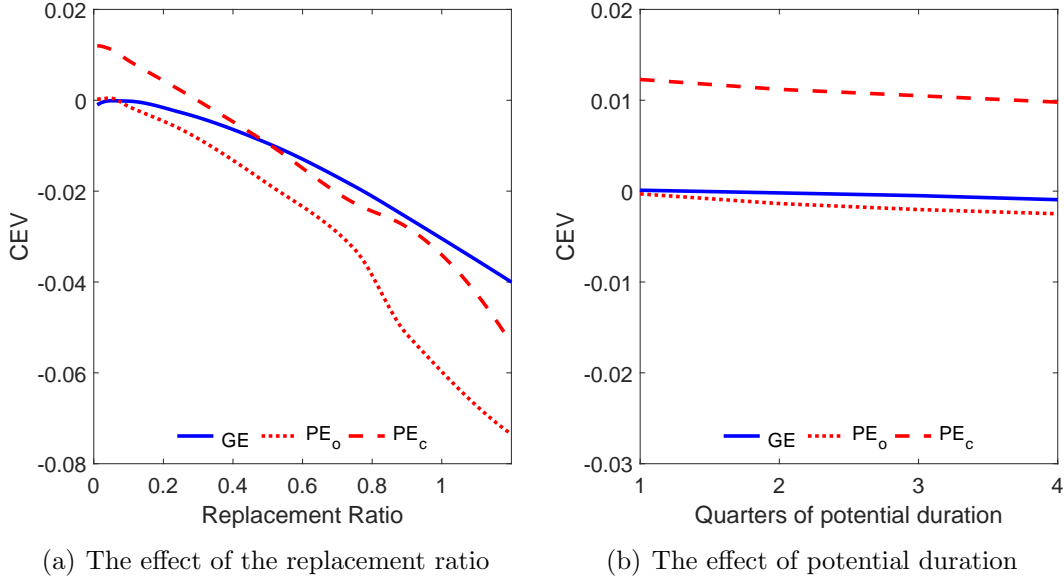 0.02
0
-0.02
-0.04
-0.06
-0.08
CEV
GE PE_o PE_c
0 0.2 0.4 0.6 0.8 1
Replacement Ratio
(a) The effect of the replacement ratio
0.02
0.01
0
-0.01
-0.02
-0.03
CEV
GE PE_o PE_c
1 2 3 4
Quarters of potential duration
(b) The effect of potential duration